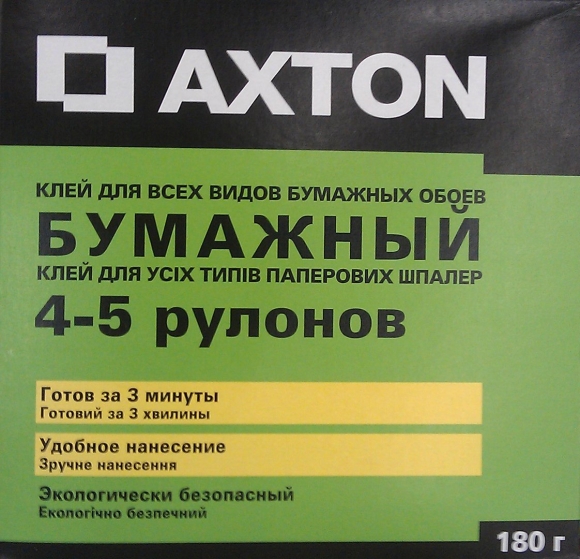 AXTON
КЛЕЙ ДЛЯ ВСЕХ ВИДОВ БУМАЖНЫХ ОБОЕВ
БУМАЖНЫЙ
КЛЕЙ ДЛЯ УСІХ ТИПІВ ПАПЕРОВИХ ШПАЛЕР
4-5 рулонов
Готов за 3 минуты
Готовий за 3 хвилины
Удобное нанесение
Зручне нанесення
Экологически безопасный
Екологічно безпечний
180 г